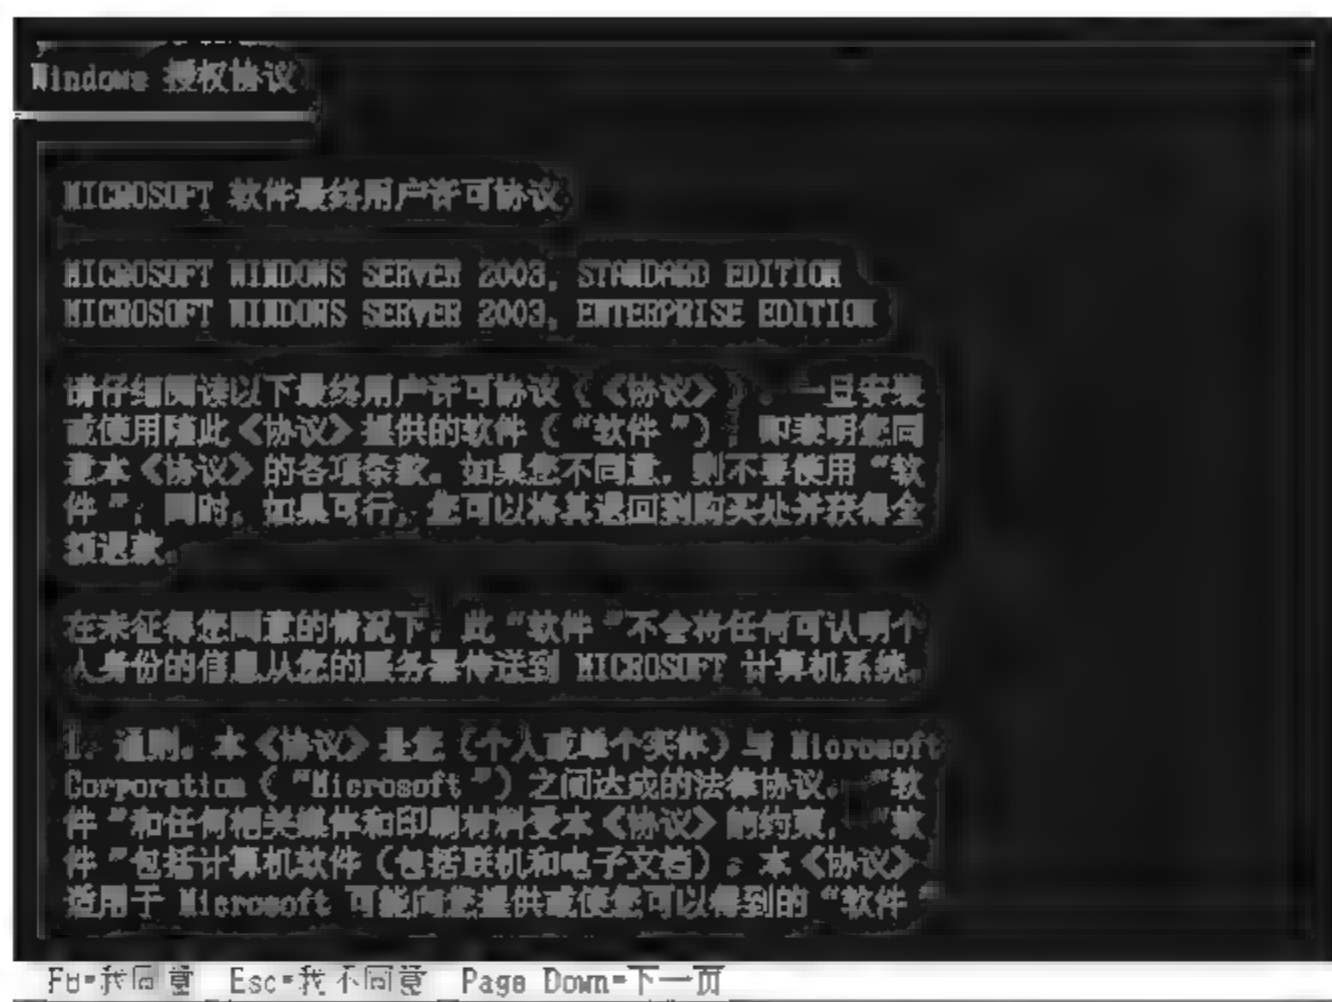 Windows 授权协议
MICROSOFT 软件最终用户许可协议
MICROSOFT WINDOWS SERVER 2003, STANDARD EDITION
MICROSOFT WINDOWS SERVER 2003, ENTERPRISE EDITION
请仔细阅读以下最终用户许可协议（《协议》）。一旦安装
或使用随此《协议》提供的软件（“软件”），即表明您同
意本《协议》的各项条款。如果您不同意，则不要使用“软
件”；同时，如果可行，您可以将其退回到购买处并获得全
额退款。
在未征得您同意的情况下，此“软件”不会将任何可认明个
人身份的信息从您的服务器传送到 MICROSOFT 计算机系统。
1. 通则。本《协议》是您（个人或单个实体）与 Microsoft
Corporation（“Microsoft”）之间达成的法律协议。“软
件”和任何相关媒体和印刷材料受本《协议》的约束，“软
件”包括计算机软件（包括联机和电子文档）。本《协议》
适用于 Microsoft 可能向您提供或使您可以得到的“软件”
F8=我同意 Esc=我不同意 Page Down=下一页